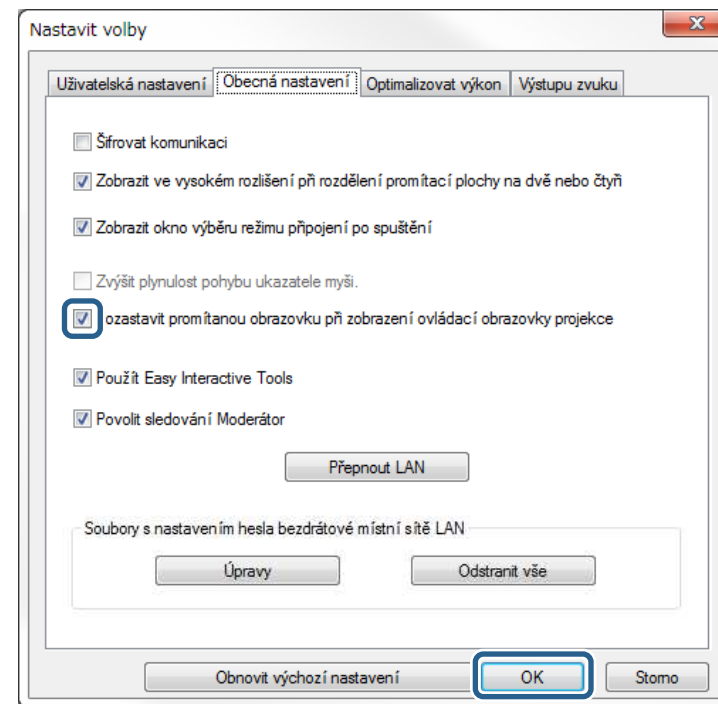 Nastavit volby
Uživatelská nastavení Obecná nastavení Optimalizovat výkon Výstupu zvuku
Šifrovat komunikaci
Zobrazit ve vysokém rozlišení při rozdělení promítací plochy na dvě nebo čtyři
Zobrazit okno výběru režimu připojení po spuštění
Zvýšit plynulost pohybu ukazatele myši.
ozastavit promítanou obrazovku při zobrazení ovládací obrazovky projekce
Použít Easy Interactive Tools
Povolit sledování Moderátor
Přepnout LAN
Soubory s nastavením hesla bezdrátové místní sítě LAN
Úpravy Odstranit vše
Obnovit výchozí nastavení OK Storno